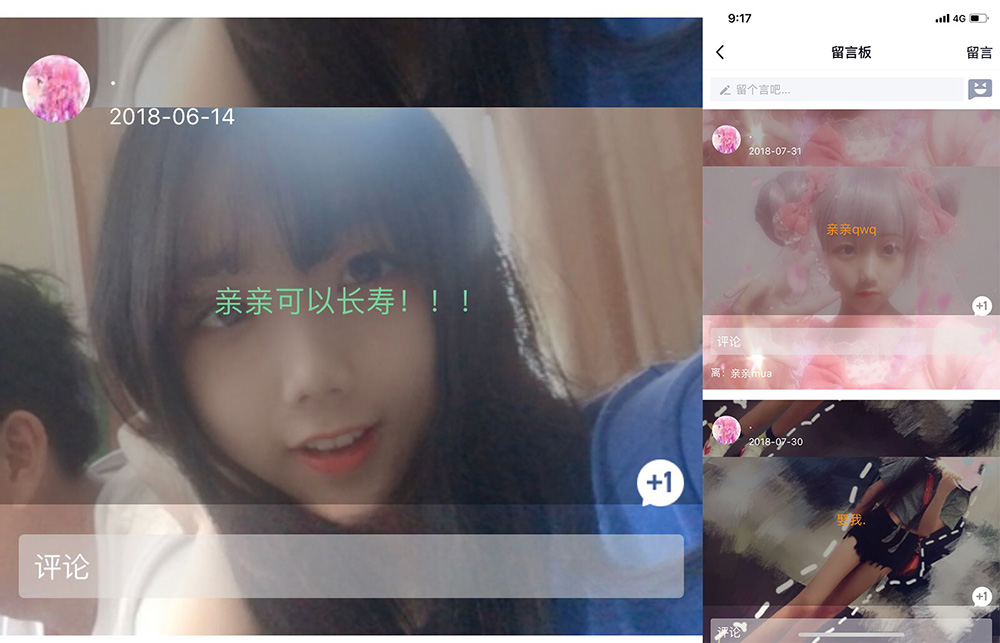 .
2018-06-14
亲亲可以长寿！！！
+1
评论
9:17
4G
留言板
留言
留个言吧...
.
2018-07-31
亲亲qwq
+1
评论
离：亲亲mua
.
2018-07-30
娶我.
+1
评论